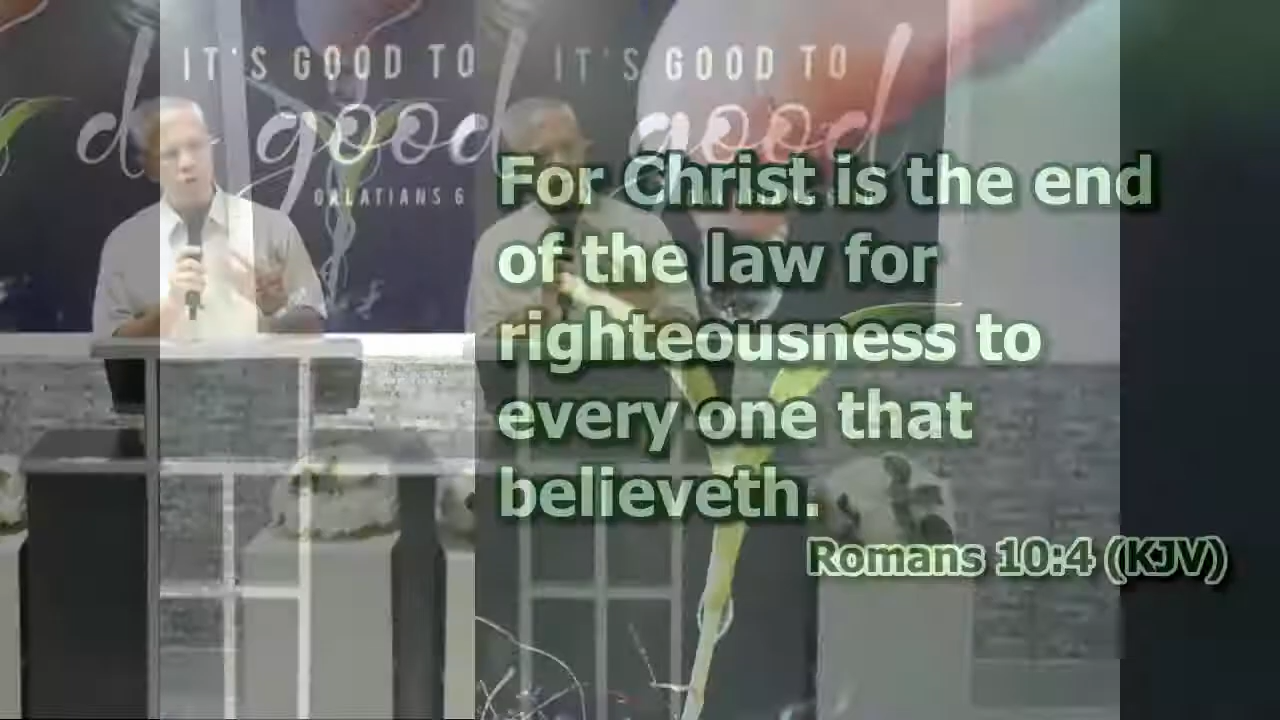 IT'S GOOD TO
do good
GALATIANS 6
IT'S GOOD TO
good
For Christ is the end
of the law for
righteousness to
every one that
believeth.
Romans 10:4 (KJV)